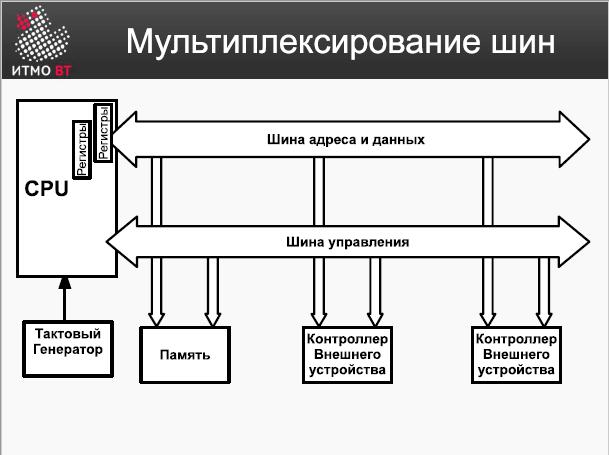 Мультиплексирование шин
ИТМО ВТ
Регистры
Регистры
Шина адреса и данных
CPU
Шина управления
Тактовый
Генератор
Память
Контроллер
Внешнего
устройства
Контроллер
Внешнего
устройства